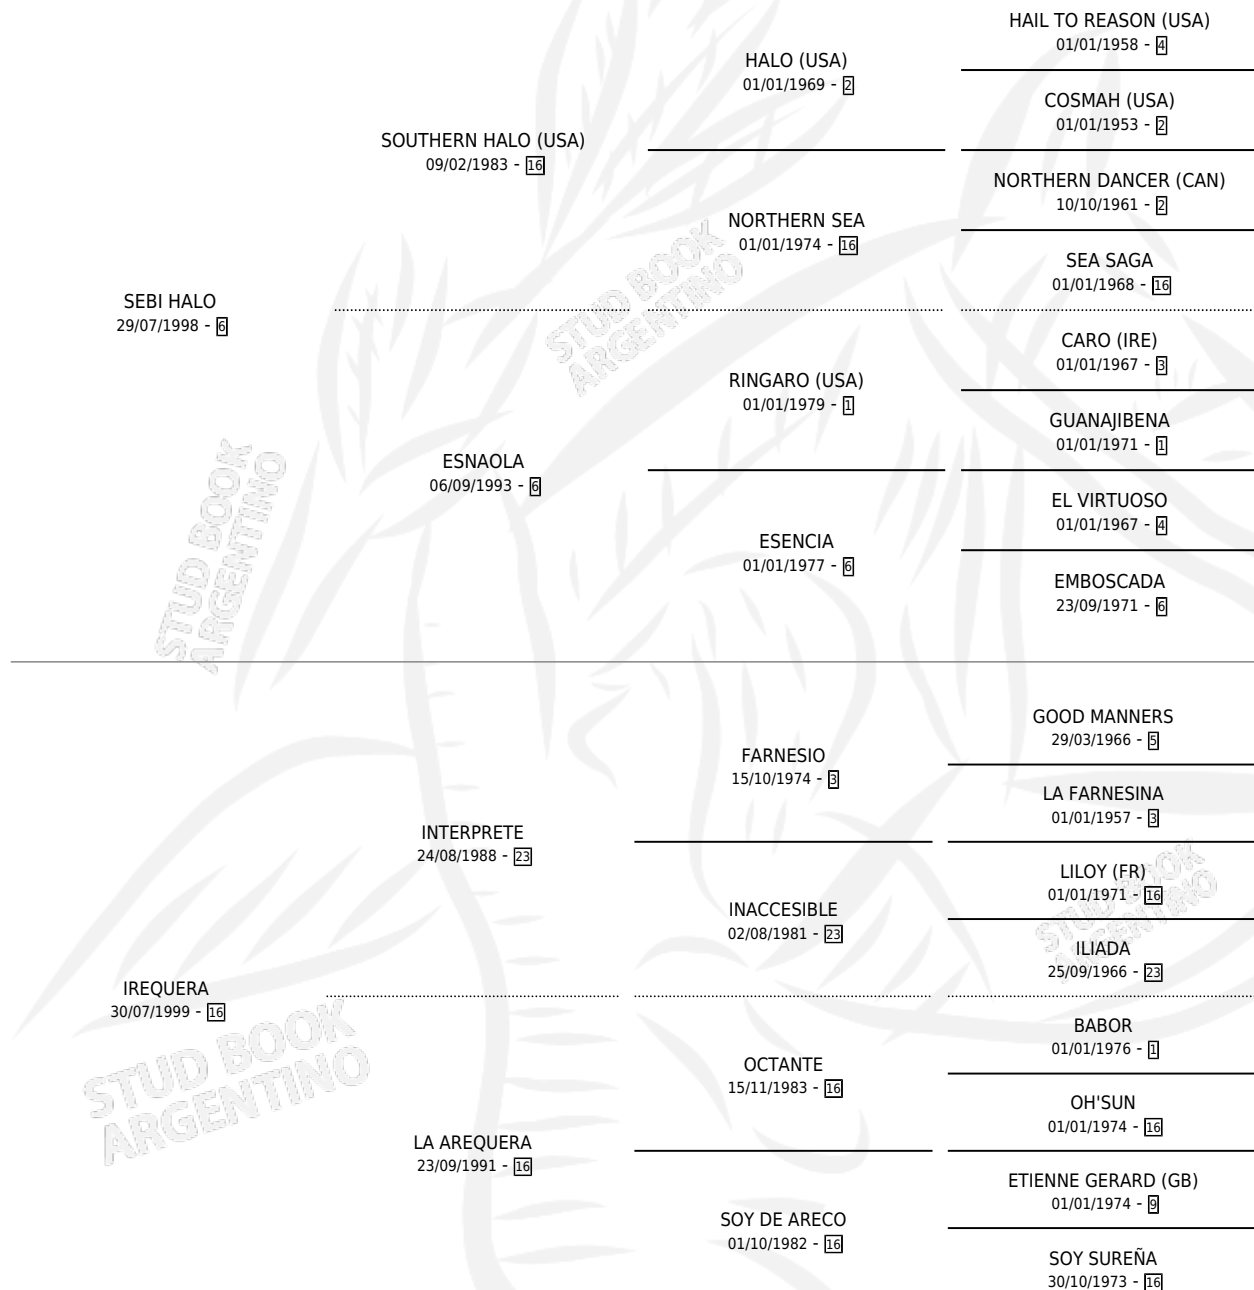 HAIL TO REASON (USA)
01/01/1958 - 4
HALO (USA)
01/01/1969 - 2
COSMAH (USA)
01/01/1953 - 2
SOUTHERN HALO (USA)
09/02/1983 - 16
NORTHERN DANCER (CAN)
10/10/1961 - 2
NORTHERN SEA
01/01/1974 - 16
SEA SAGA
01/01/1968 - 16
SEBI HALO
29/07/1998 - 6
CARO (IRE)
01/01/1967 - 3
RINGARO (USA)
01/01/1979 - 1
GUANAJIBENA
01/01/1971 - 1
ESNAOLA
06/09/1993 - 6
EL VIRTUOSO
01/01/1967 - 4
ESENCIA
01/01/1977 - 6
EMBOSCADA
23/09/1971 - 6
GOOD MANNERS
29/03/1966 - 5
FARNESIO
15/10/1974 - 3
LA FARNESINA
01/01/1957 - 3
INTERPRETE
24/08/1988 - 23
LILOY (FR)
01/01/1971 - 16
INACCESIBLE
02/08/1981 - 23
ILIADA
25/09/1966 - 23
IREQUERA
30/07/1999 - 16
BABOR
01/01/1976 - 1
OCTANTE
15/11/1983 - 16
OH'SUN
01/01/1974 - 16
LA AREQUERA
23/09/1991 - 16
ETIENNE GERARD (GB)
01/01/1974 - 9
SOY DE ARECO
01/10/1982 - 16
SOY SUREÑA
30/10/1973 - 16
STUD BOOK
ARGENTINO
STUD BOOK
ARGENTINO
STUD BOOK
ARGENTINO
STUD BOOK
ARGENTINO